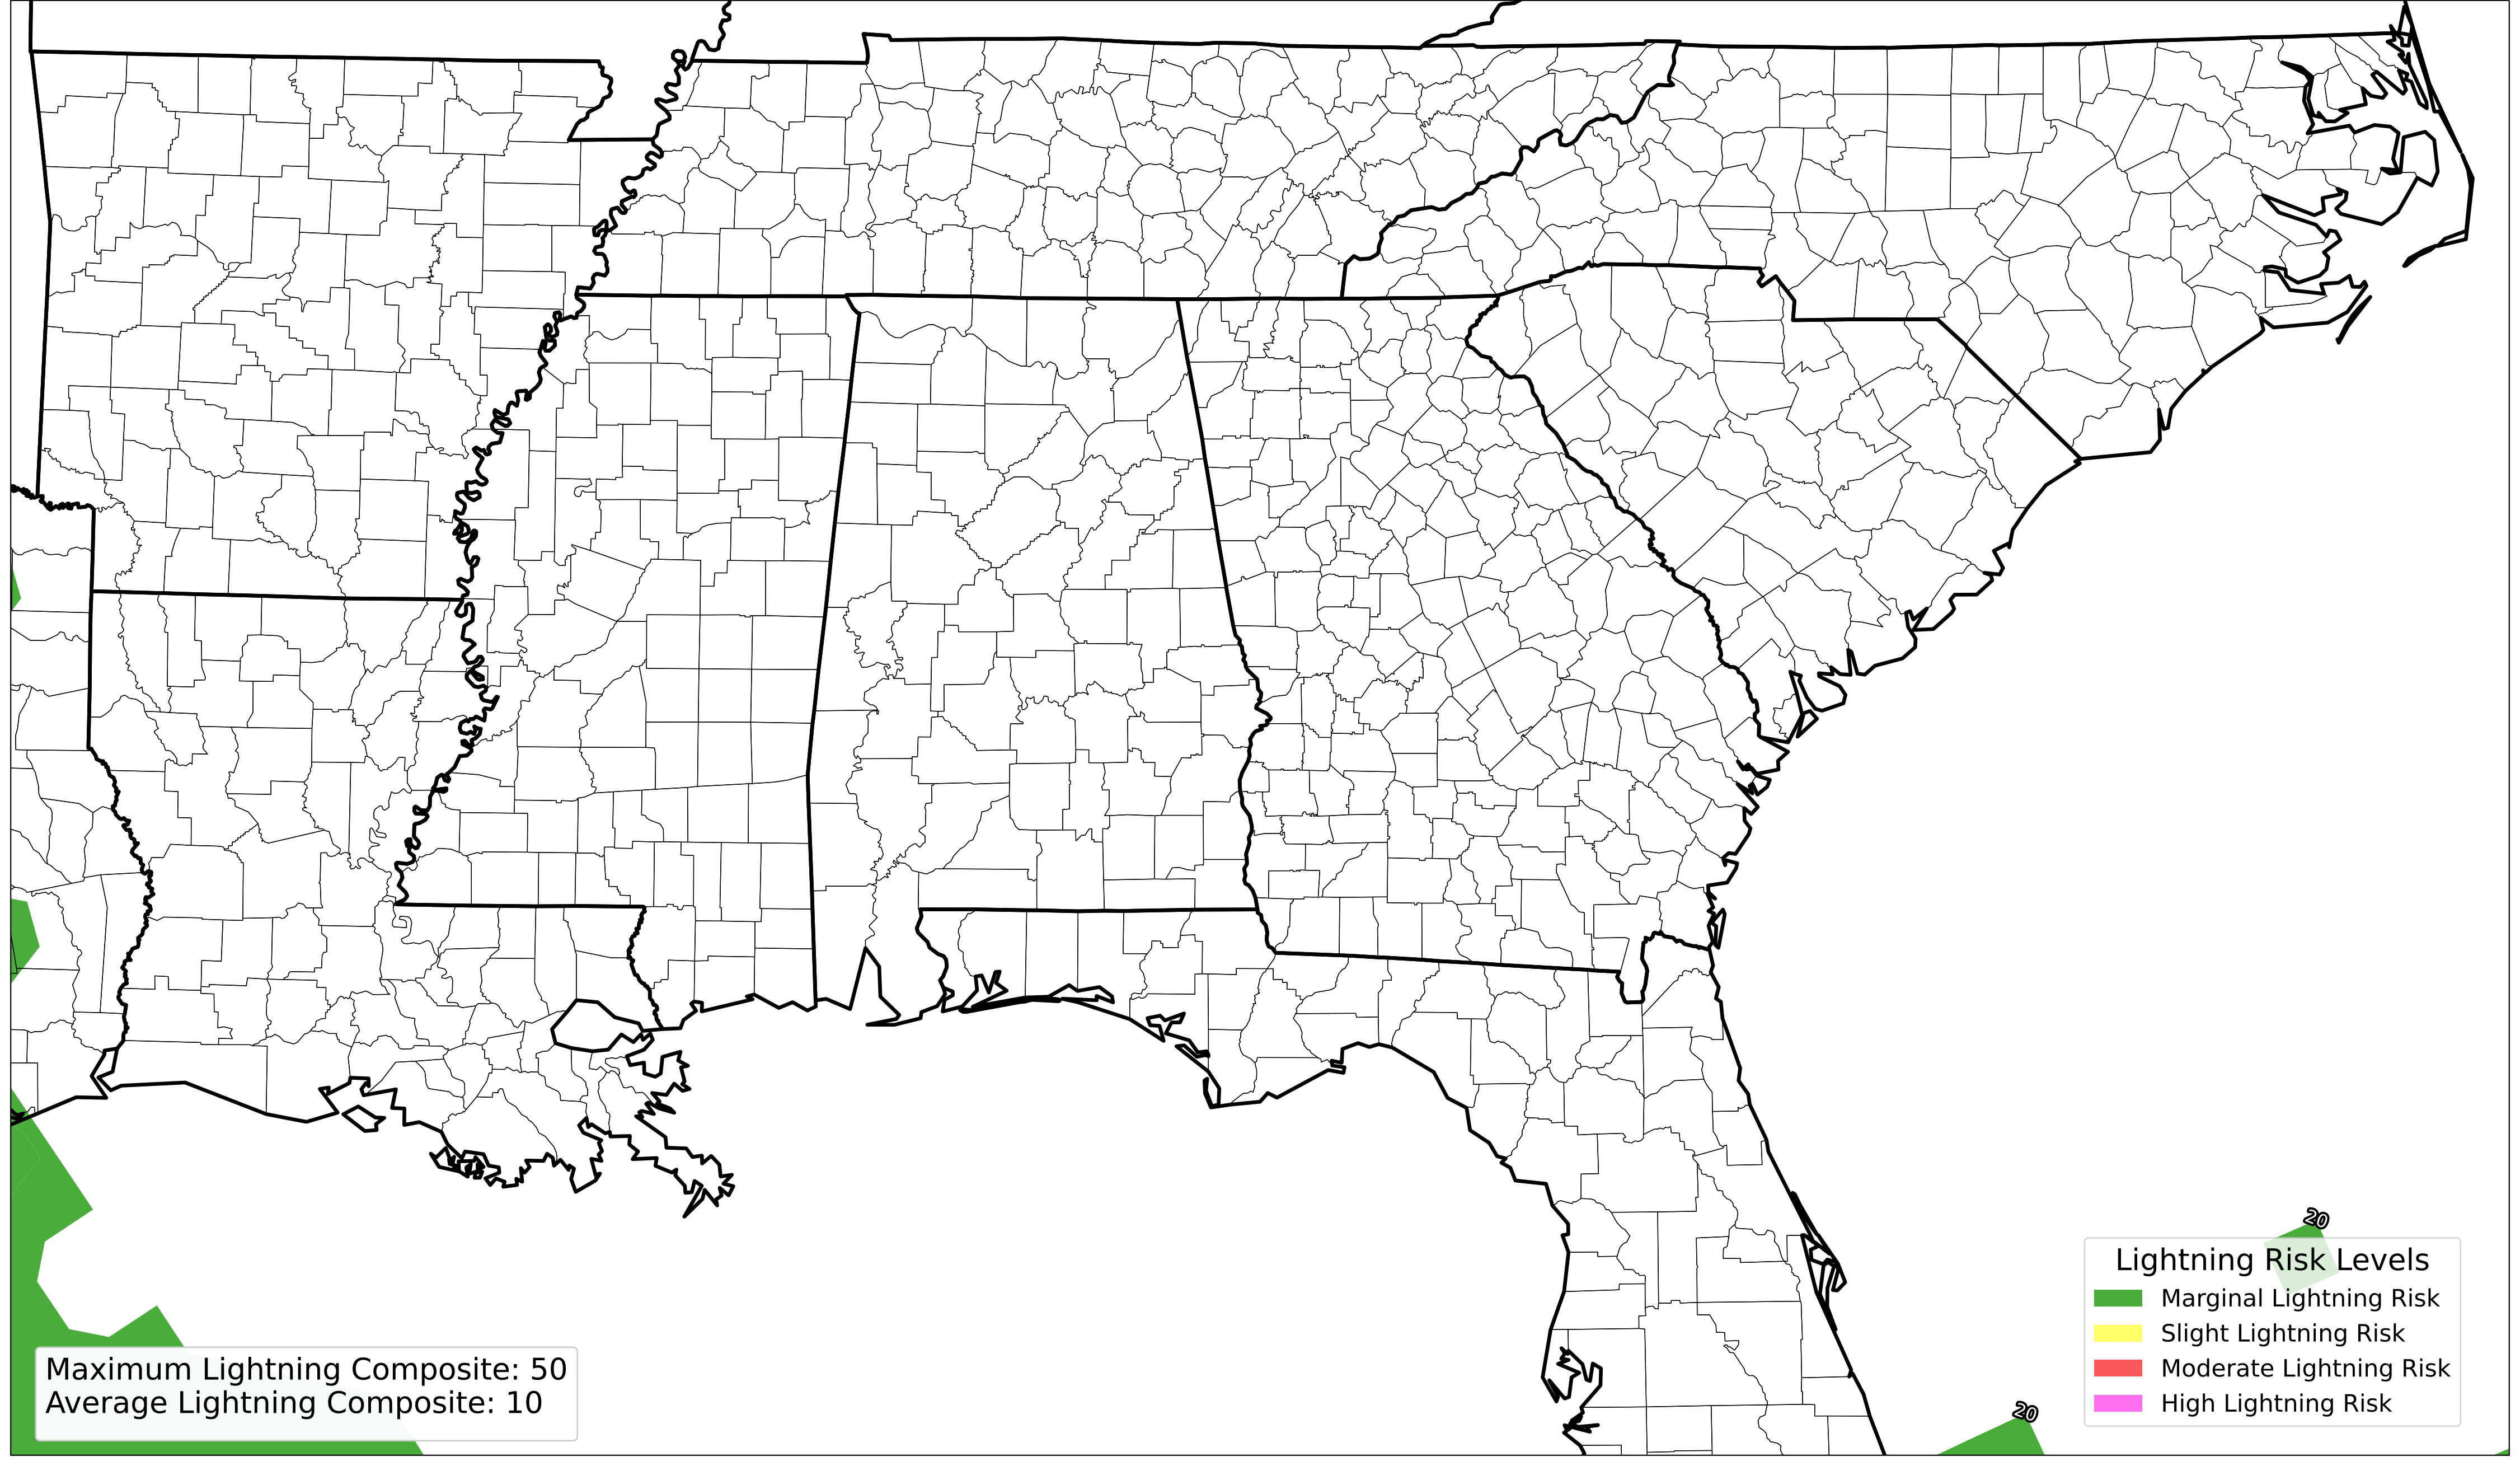 20
Lightning Risk Levels
Marginal Lightning Risk
Slight Lightning Risk
Moderate Lightning Risk
High Lightning Risk
Maximum Lightning Composite: 50
Average Lightning Composite: 10
20